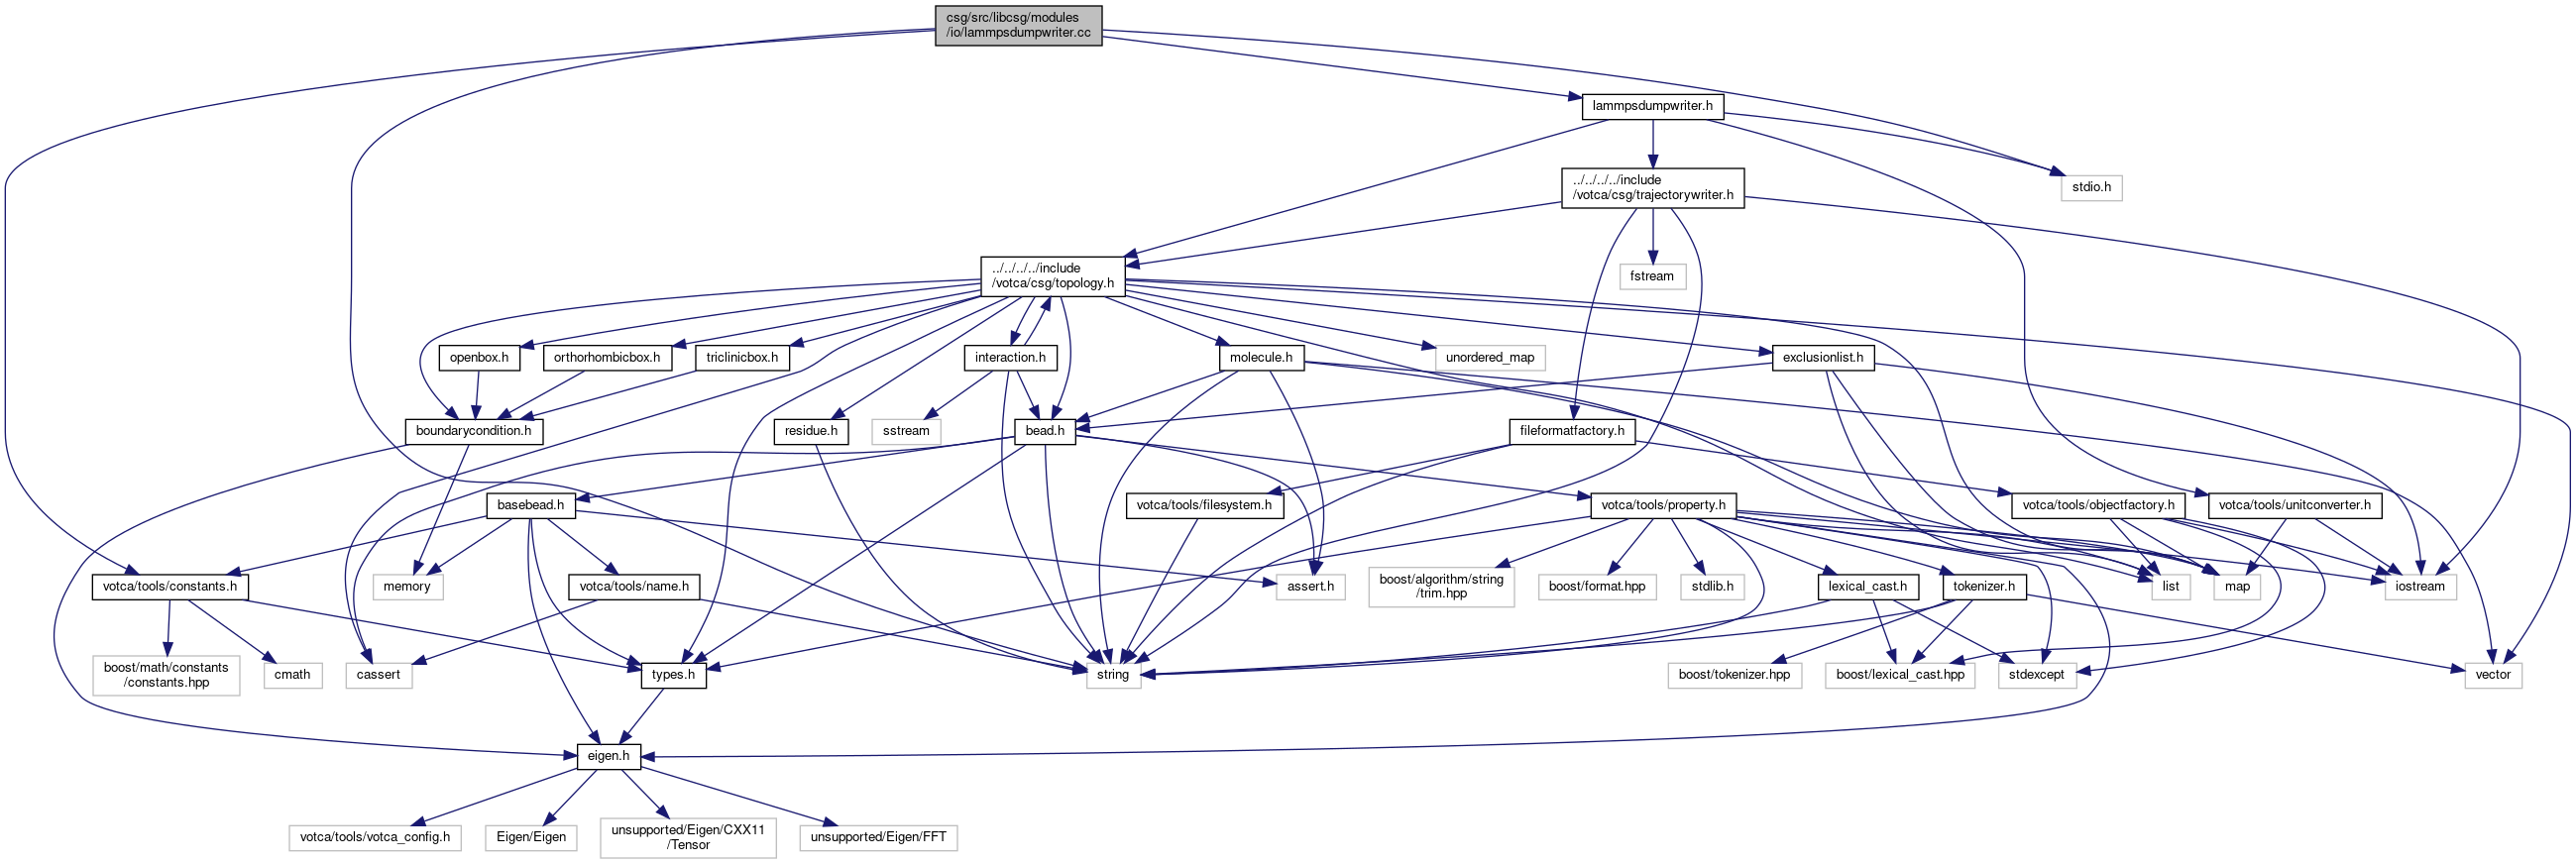 csg/src/libcsg/modules
/io/lammpsdumpwriter.cc
lammpsdumpwriter.h
../../../../include
/votca/csg/trajectorywriter.h
stdio.h
../../../../include
/votca/csg/topology.h
fstream
openbox.h
orthorhombicbox.h
triclinicbox.h
interaction.h
molecule.h
unordered_map
exclusionlist.h
boundarycondition.h
residue.h
sstream
bead.h
fileformatfactory.h
basebead.h
votca/tools/filesystem.h
votca/tools/property.h
votca/tools/objectfactory.h
votca/tools/unitconverter.h
votca/tools/constants.h
memory
votca/tools/name.h
assert.h
boost/algorithm/string
/trim.hpp
boost/format.hpp
stdlib.h
lexical_cast.h
tokenizer.h
list
map
iostream
boost/math/constants
/constants.hpp
cmath
cassert
types.h
string
boost/tokenizer.hpp
boost/lexical_cast.hpp
stdexcept
vector
eigen.h
votca/tools/votca_config.h
Eigen/Eigen
unsupported/Eigen/CXX11
/Tensor
unsupported/Eigen/FFT